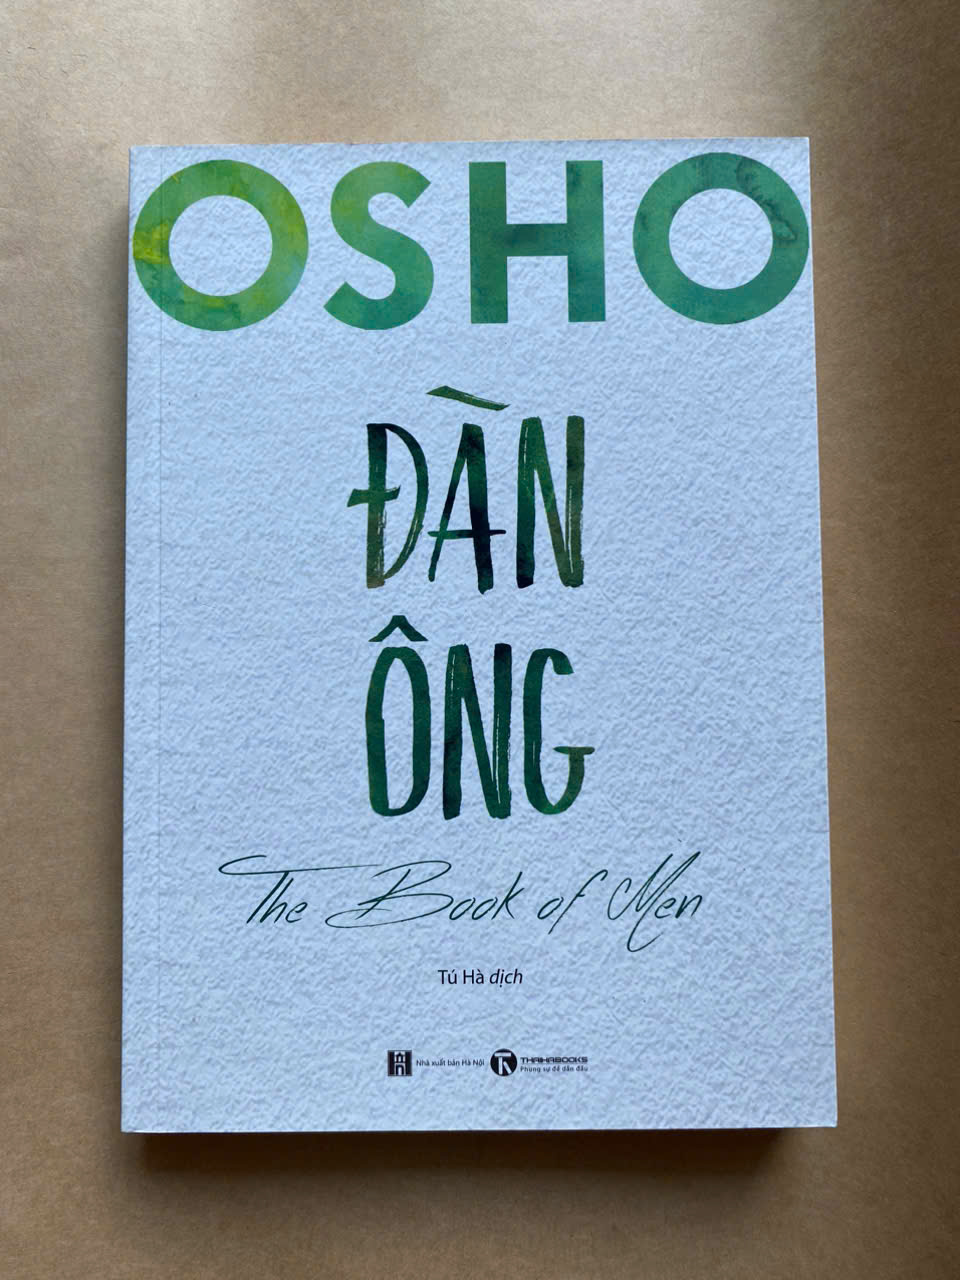 OSHO
ĐÀN
ÔNG
The Book of Men
Tú Hà dịch
Nhà xuất bản Hà Nội
THAIHABOOKS
Phụng sự để dẫn đầu